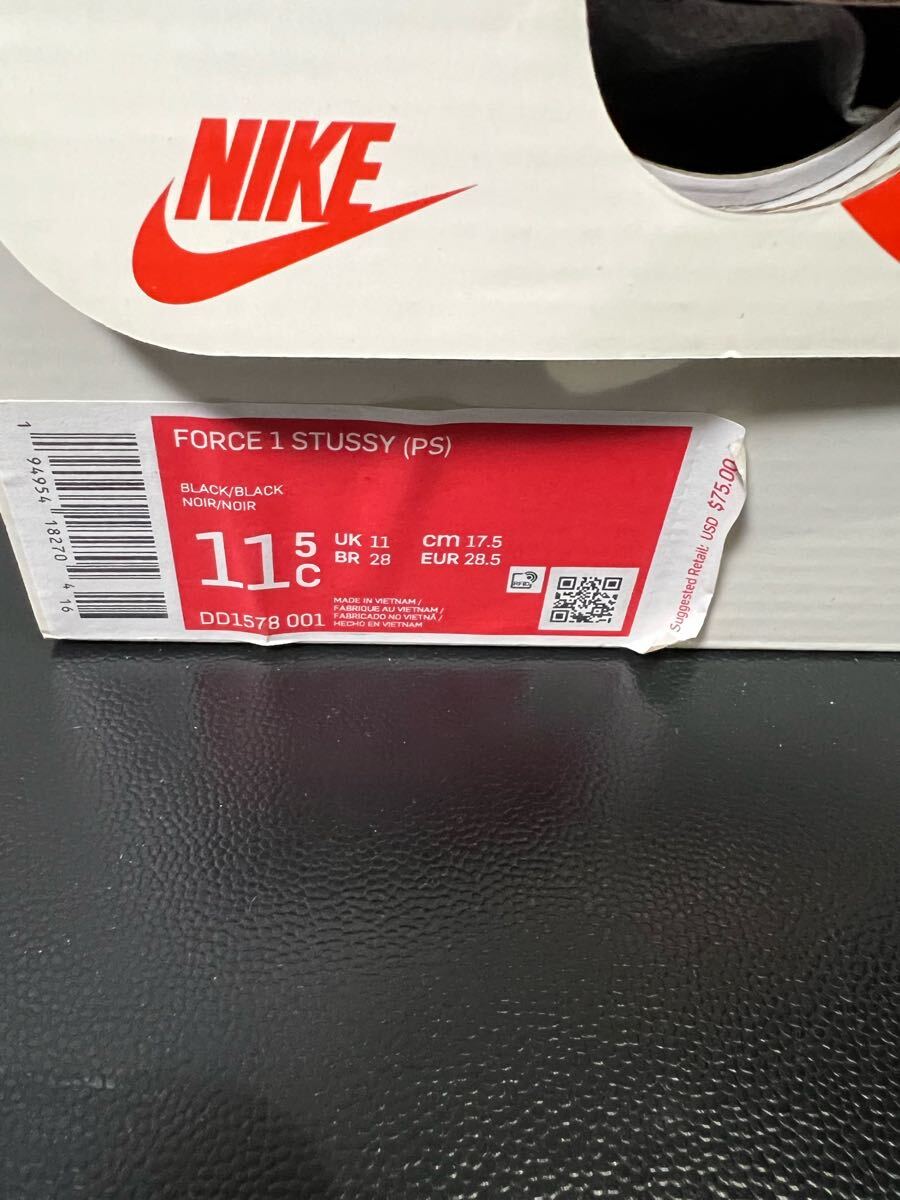 NIKE
FORCE 1 STUSSY (PS)
BLACK/BLACK
NOIR/NOIR
11 5 C
UK 11 cm 17.5
BR 28 EUR 28.5
DD1578 001
MADE IN VIETNAM /
FABRIQUE AU VIETNAM /
FABRICADO NO VIETNÃ /
HECHO EN VIETNAM
RFID
Suggested Retail: USD $75.00
1 94954 18270 4 16